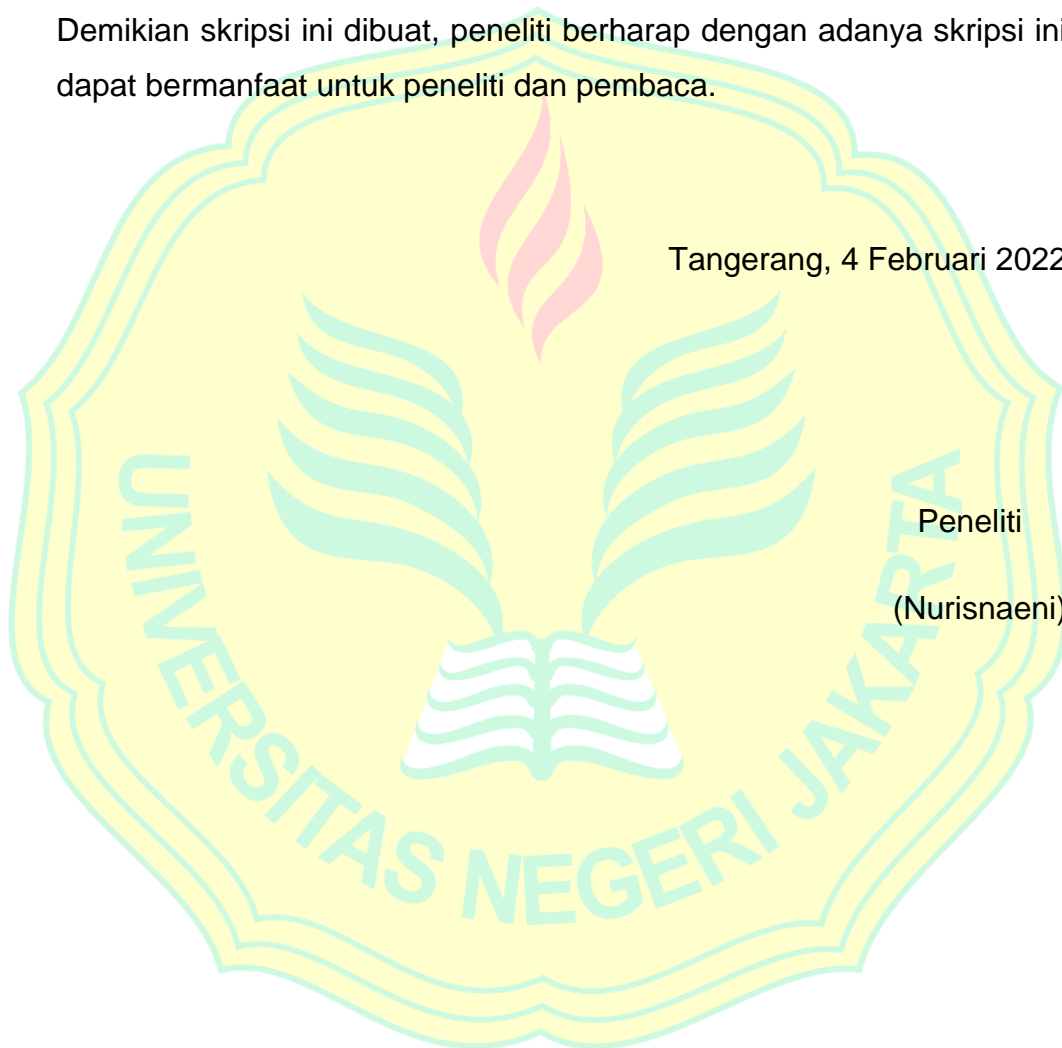 Demikian skripsi ini dibuat, peneliti berharap dengan adanya skripsi ini
dapat bermanfaat untuk peneliti dan pembaca.
Tangerang, 4 Februari 2022
Peneliti
(Nurisnaeni)
UNIVERSITAS NEGERI JAKARTA